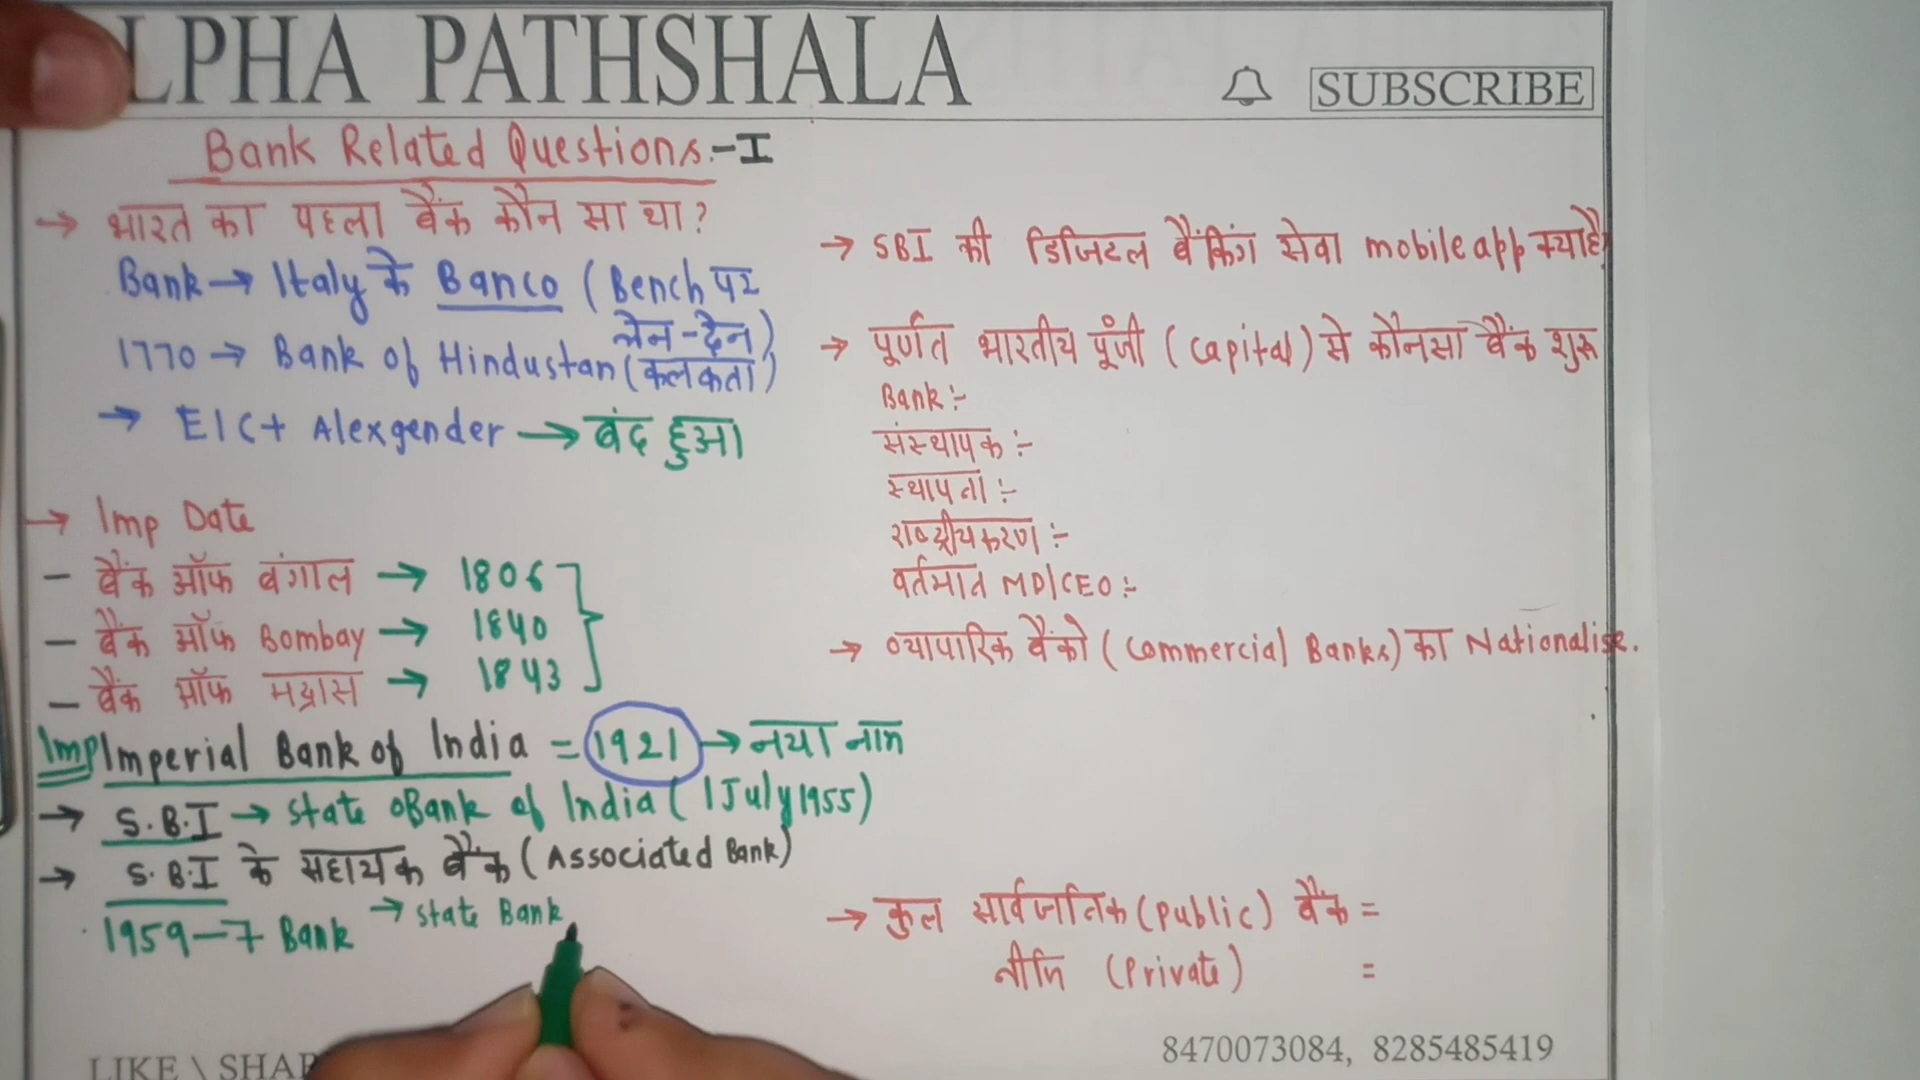 LPHA PATHSHALA
SUBSCRIBE
Bank Related Questions.-I
→ भारत का पहला बैंक कौन सा था?
Bank → Italy के Banco (Bench पर
लेन-देन)
1770 → Bank of Hindustan (कलकता)
→ EIC+ Alexgender → बंद हुआ
→ Imp Date
- बैंक ऑफ बंगाल → 1806
- बैंक ऑफ Bombay → 1840
- बैंक ऑफ मद्रास → 1843
Imp Imperial Bank of India = 1921 → नया नाम
→ S.B.I → State oBank of India (1 July 1955)
→ S.B.I के सहायक बैंक (Associated Bank)
1959-7 Bank → State Bank
→ SBI की डिजिटल बैंकिंग सेवा mobile app क्या है?
→ पूर्णत भारतीय पूंजी (Capital) से कौनसा बैंक शुरू
Bank :-
संस्थापक :-
स्थापना :-
राष्ट्रीयकरण :-
वर्तमान MD/CEO :-
→ व्यापारिक बैंको (Commercial Banks) का Nationalise.
→ कुल सार्वजनिक (Public) बैंक =
नीजि (Private) =
8470073084, 8285485419
LIKE \ SHAR